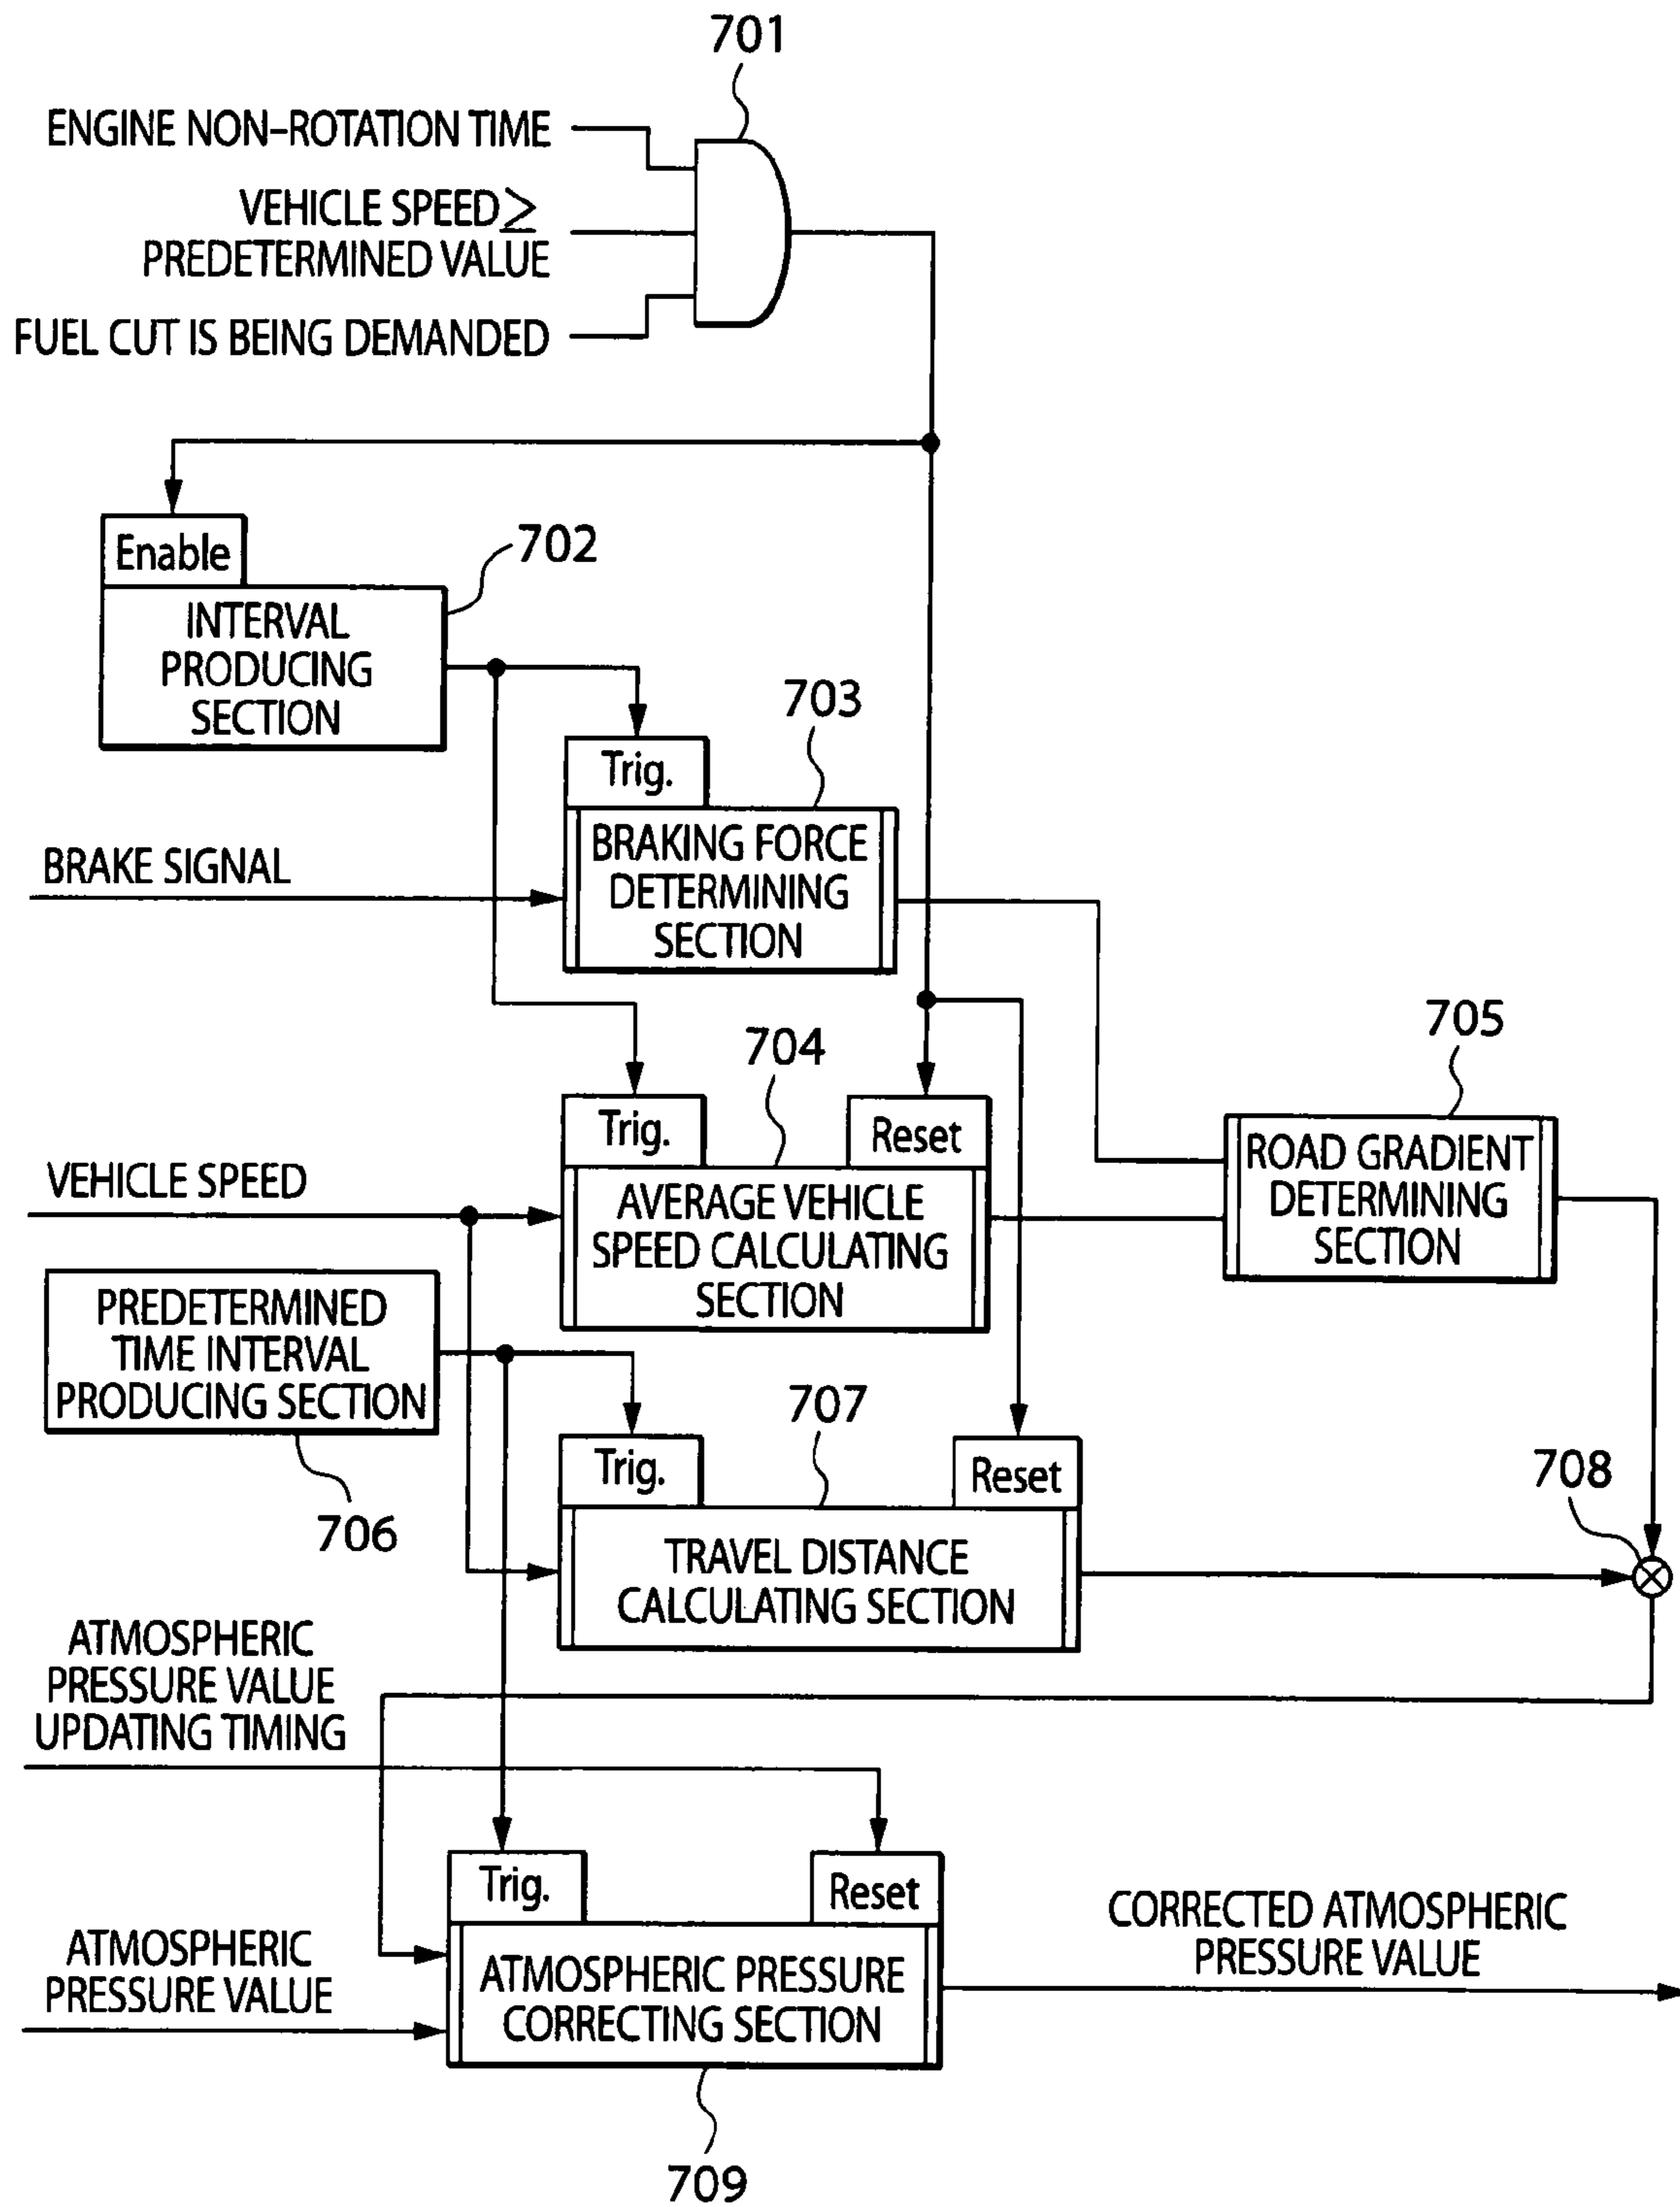 701
ENGINE NON-ROTATION TIME
VEHICLE SPEED ≥
PREDETERMINED VALUE
FUEL CUT IS BEING DEMANDED
Enable
702
INTERVAL
PRODUCING
SECTION
703
Trig.
BRAKE SIGNAL
BRAKING FORCE
DETERMINING
SECTION
704
705
Trig.
Reset
VEHICLE SPEED
AVERAGE VEHICLE
SPEED CALCULATING
SECTION
ROAD GRADIENT
DETERMINING
SECTION
PREDETERMINED
TIME INTERVAL
PRODUCING SECTION
706
707
Trig.
Reset
708
TRAVEL DISTANCE
CALCULATING SECTION
ATMOSPHERIC
PRESSURE VALUE
UPDATING TIMING
Trig.
Reset
ATMOSPHERIC
PRESSURE VALUE
ATMOSPHERIC PRESSURE
CORRECTING SECTION
CORRECTED ATMOSPHERIC
PRESSURE VALUE
709